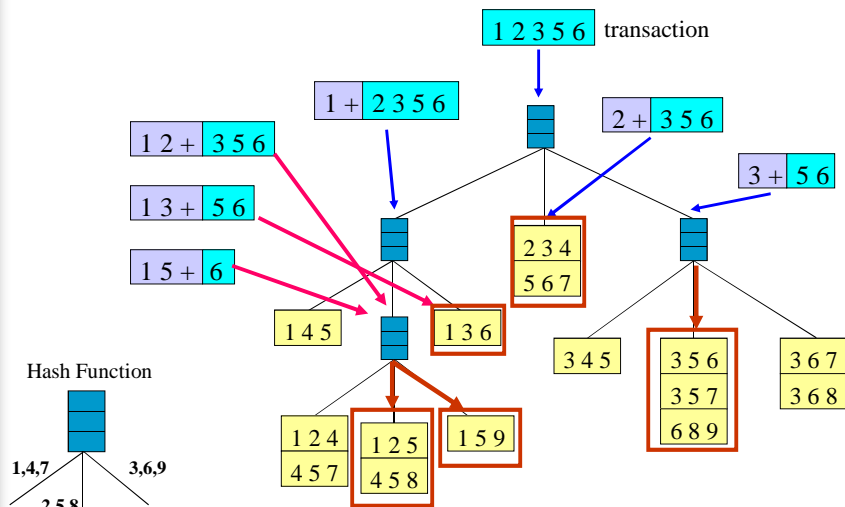 1 2 3 5 6 transaction
1 + 2 3 5 6
2 + 3 5 6
1 2 + 3 5 6
3 + 5 6
1 3 + 5 6
1 5 + 6
2 3 4
5 6 7
1 4 5
1 3 6
3 4 5
3 5 6
3 6 7
3 5 7
3 6 8
6 8 9
Hash Function
1,4,7
3,6,9
2,5,8
1 2 4
4 5 7
1 2 5
4 5 8
1 5 9